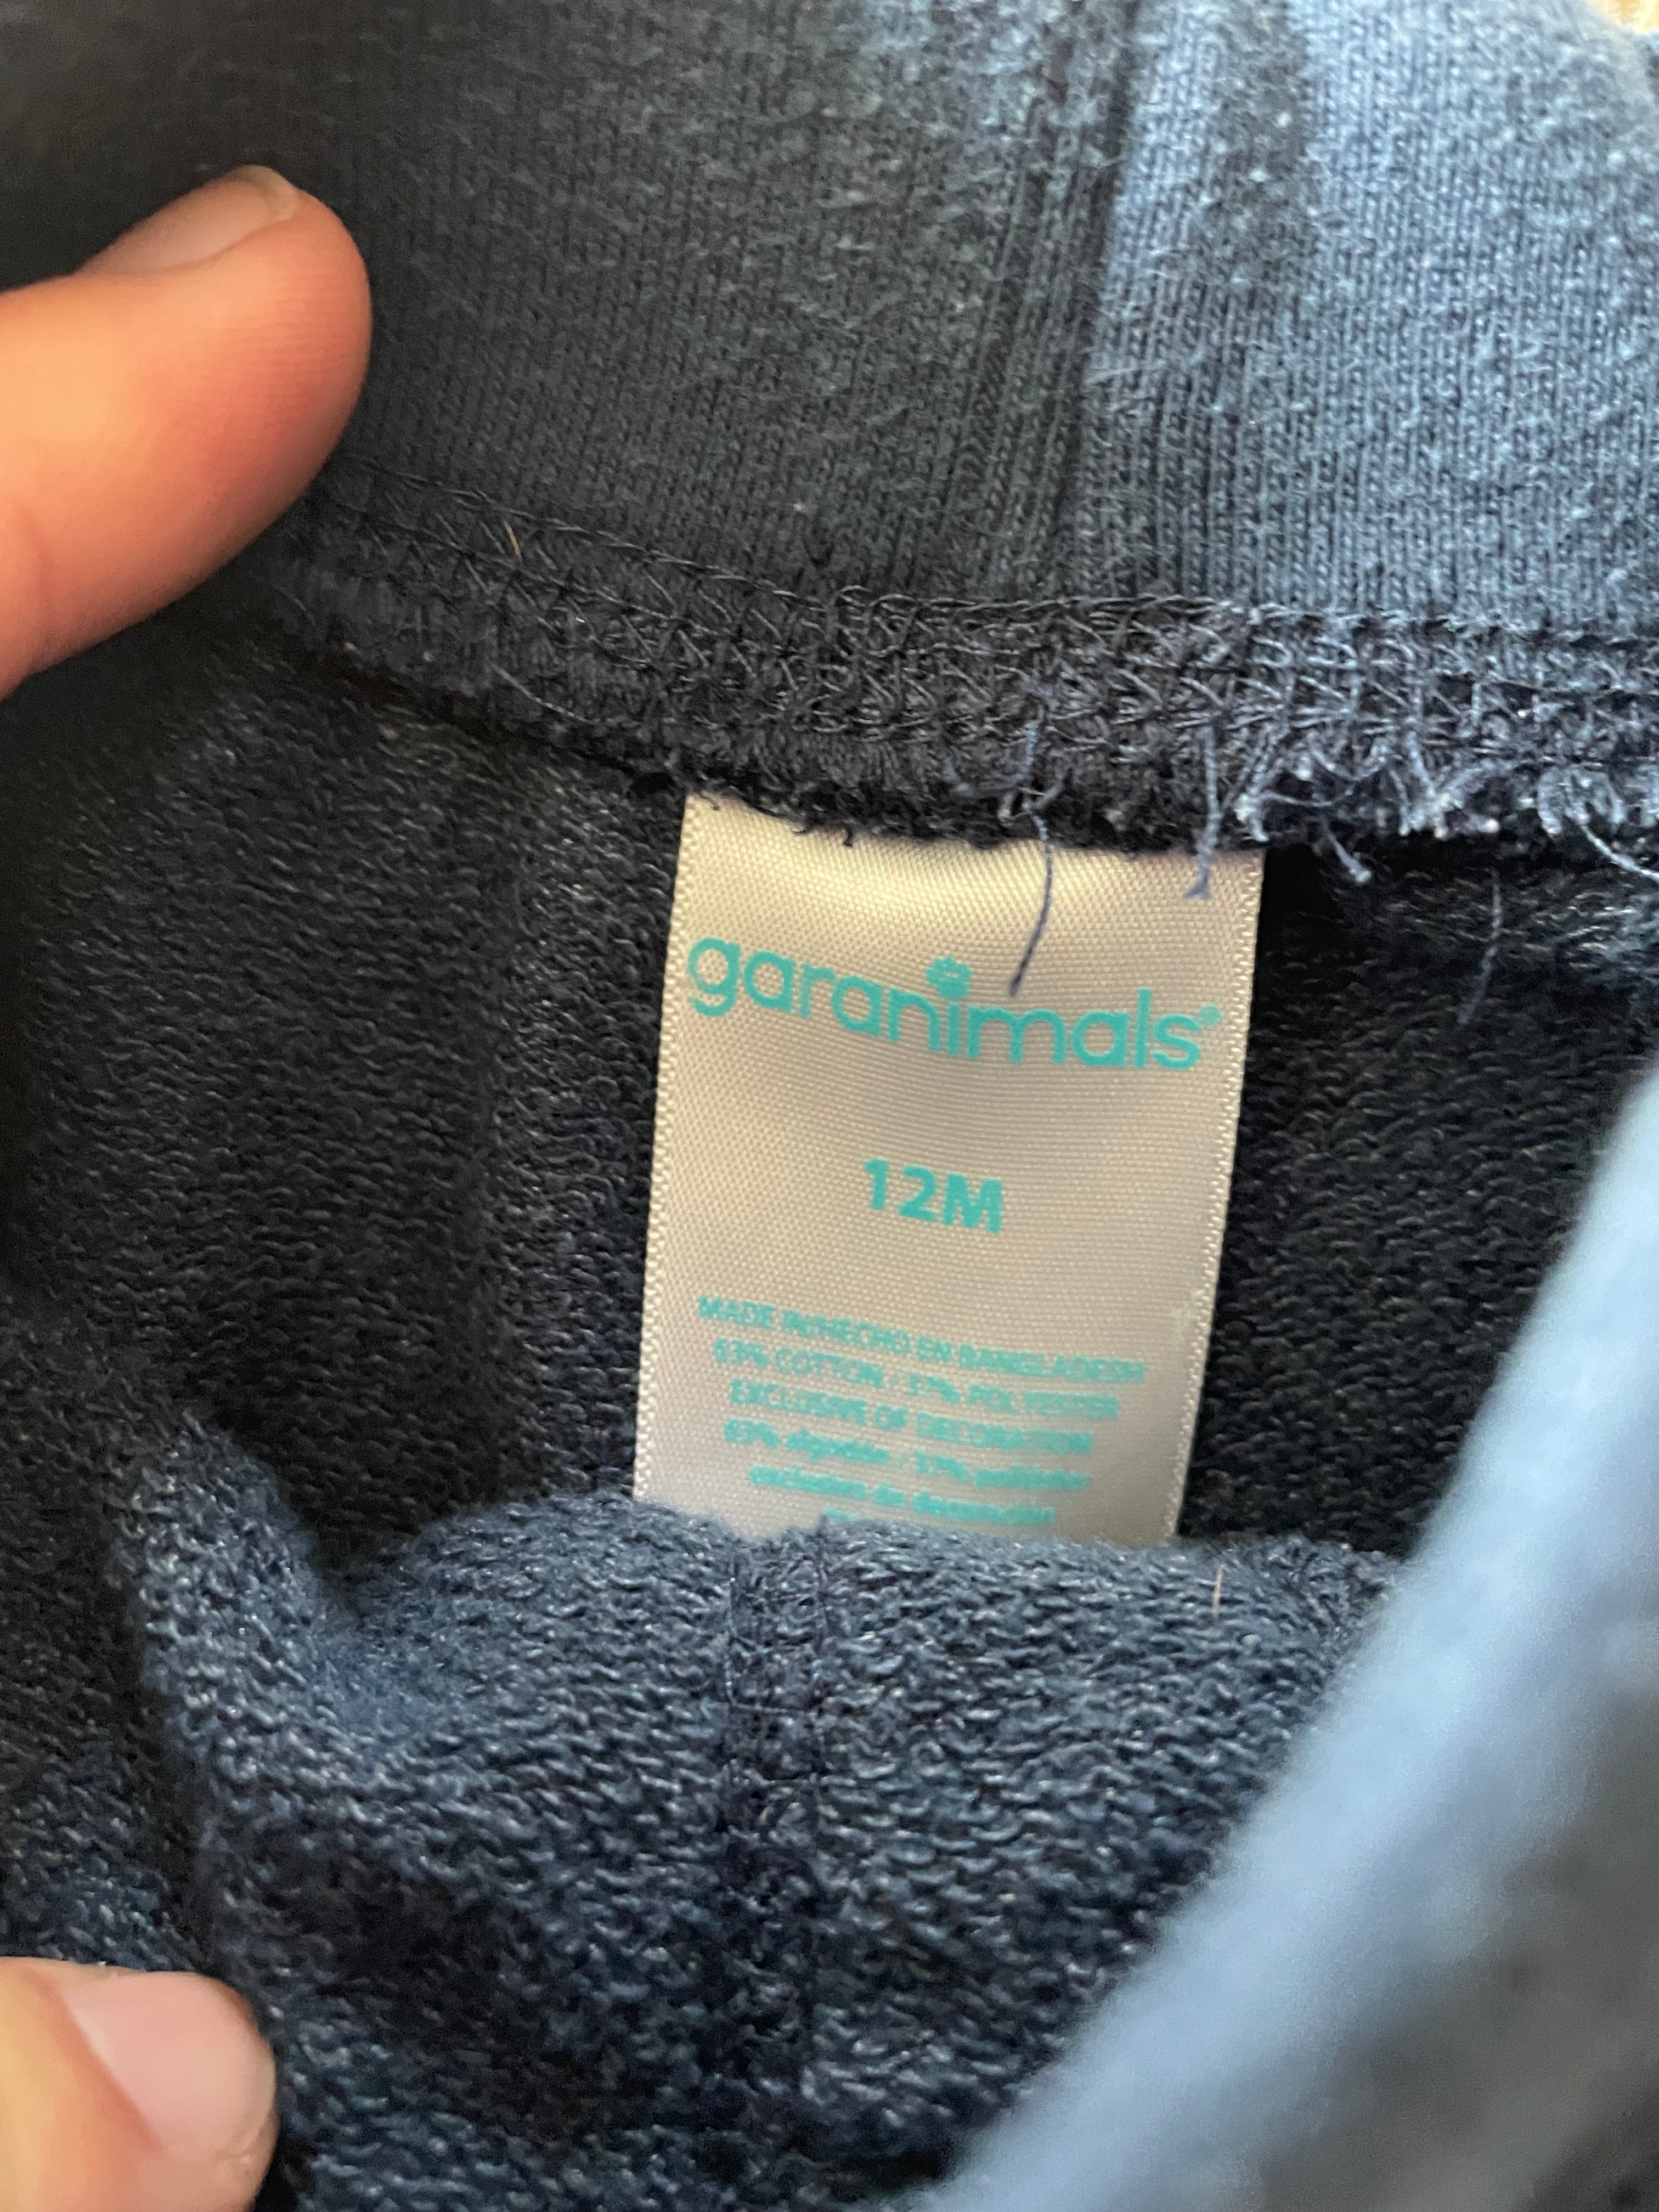 garanimals®
12M
MADE IN/HECHO EN BANGLADESH
63% COTTON / 37% POLYESTER
EXCLUSIVE OF DECORATION
63% algodón / 37% poliéster
exclusivo de decoración